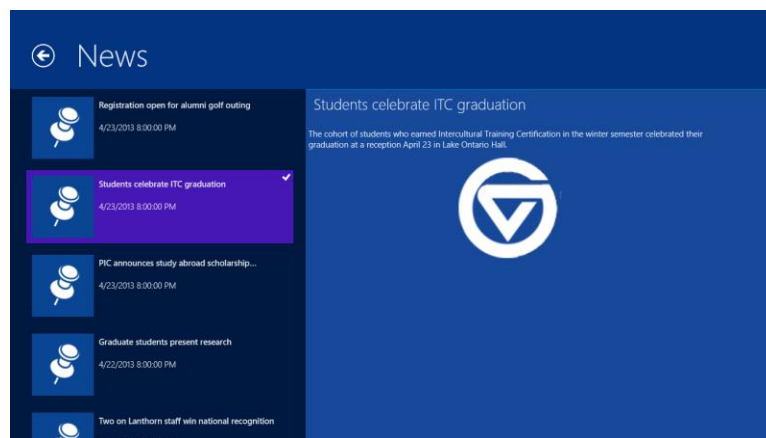 News
Registration open for alumni golf outing
4/23/2013 8:00:00 PM
Students celebrate ITC graduation
4/23/2013 8:00:00 PM
PIC announces study abroad scholarship...
4/23/2013 8:00:00 PM
Graduate students present research
4/22/2013 8:00:00 PM
Two on Lanthorn staff win national recognition
Students celebrate ITC graduation
The cohort of students who earned Intercultural Training Certification in the winter semester celebrated their
graduation at a reception April 23 in Lake Ontario Hall.